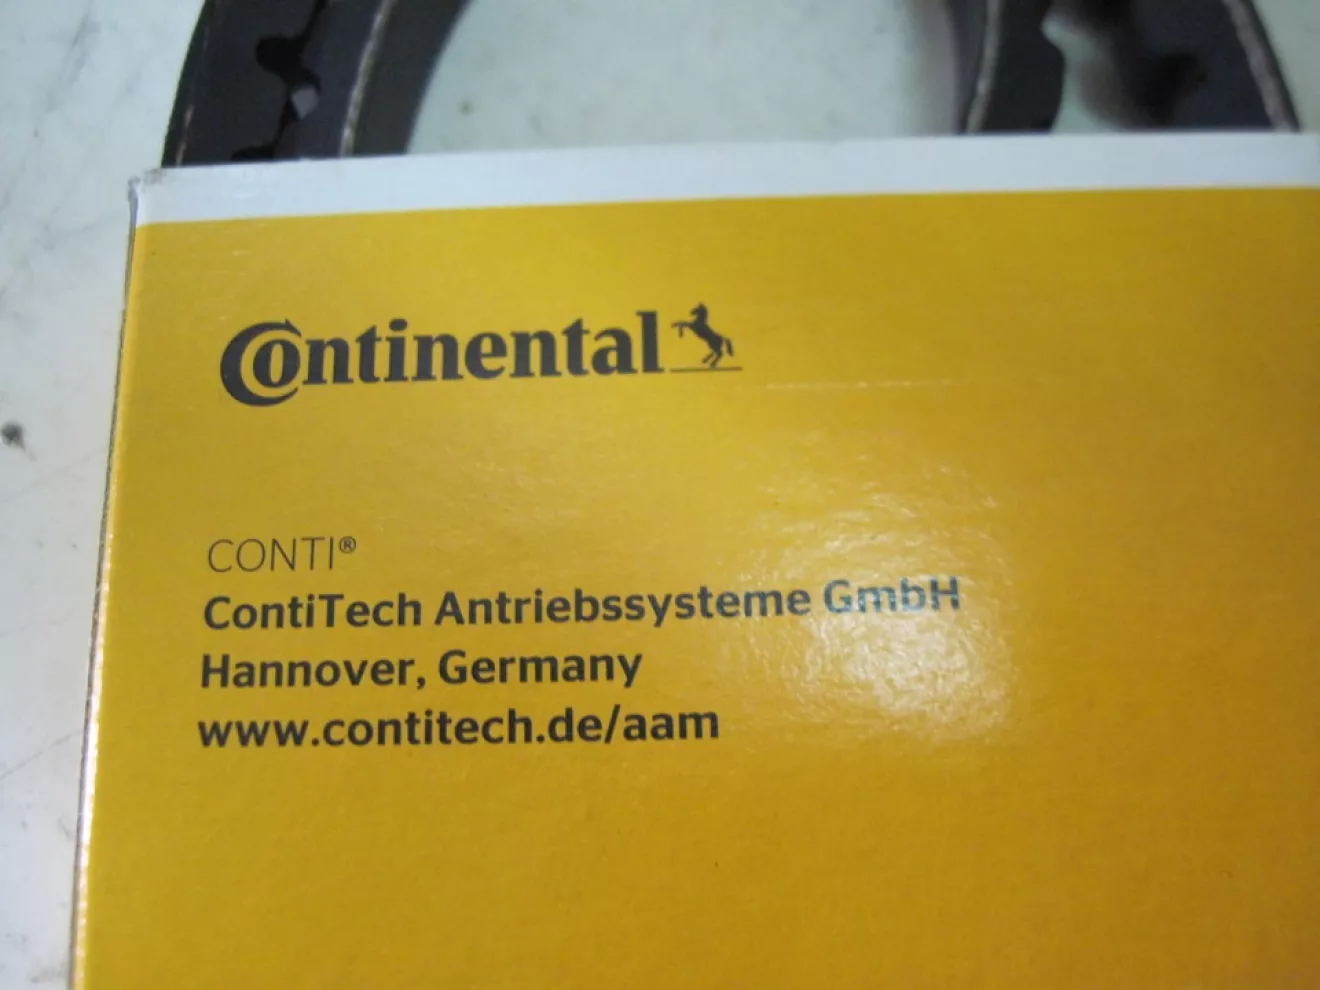 Continental
CONTI®
ContiTech Antriebssysteme GmbH
Hannover, Germany
www.contitech.de/aam